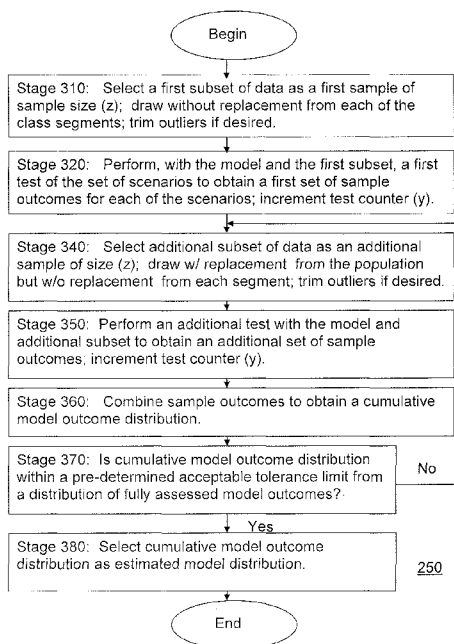 Begin
Stage 310: Select a first subset of data as a first sample of
sample size (z); draw without replacement from each of the
class segments; trim outliers if desired.
Stage 320: Perform, with the model and the first subset, a first
test of the set of scenarios to obtain a first set of sample
outcomes for each of the scenarios; increment test counter (y).
Stage 340: Select additional subset of data as an additional
sample of size (z); draw w/ replacement from the population
but w/o replacement from each segment; trim outliers if desired.
Stage 350: Perform an additional test with the model and
additional subset to obtain an additional set of sample
outcomes; increment test counter (y).
Stage 360: Combine sample outcomes to obtain a cumulative
model outcome distribution.
Stage 370: Is cumulative model outcome distribution
within a pre-determined acceptable tolerance limit from
a distribution of fully assessed model outcomes?
No
Yes
Stage 380: Select cumulative model outcome
distribution as estimated model distribution.
250
End